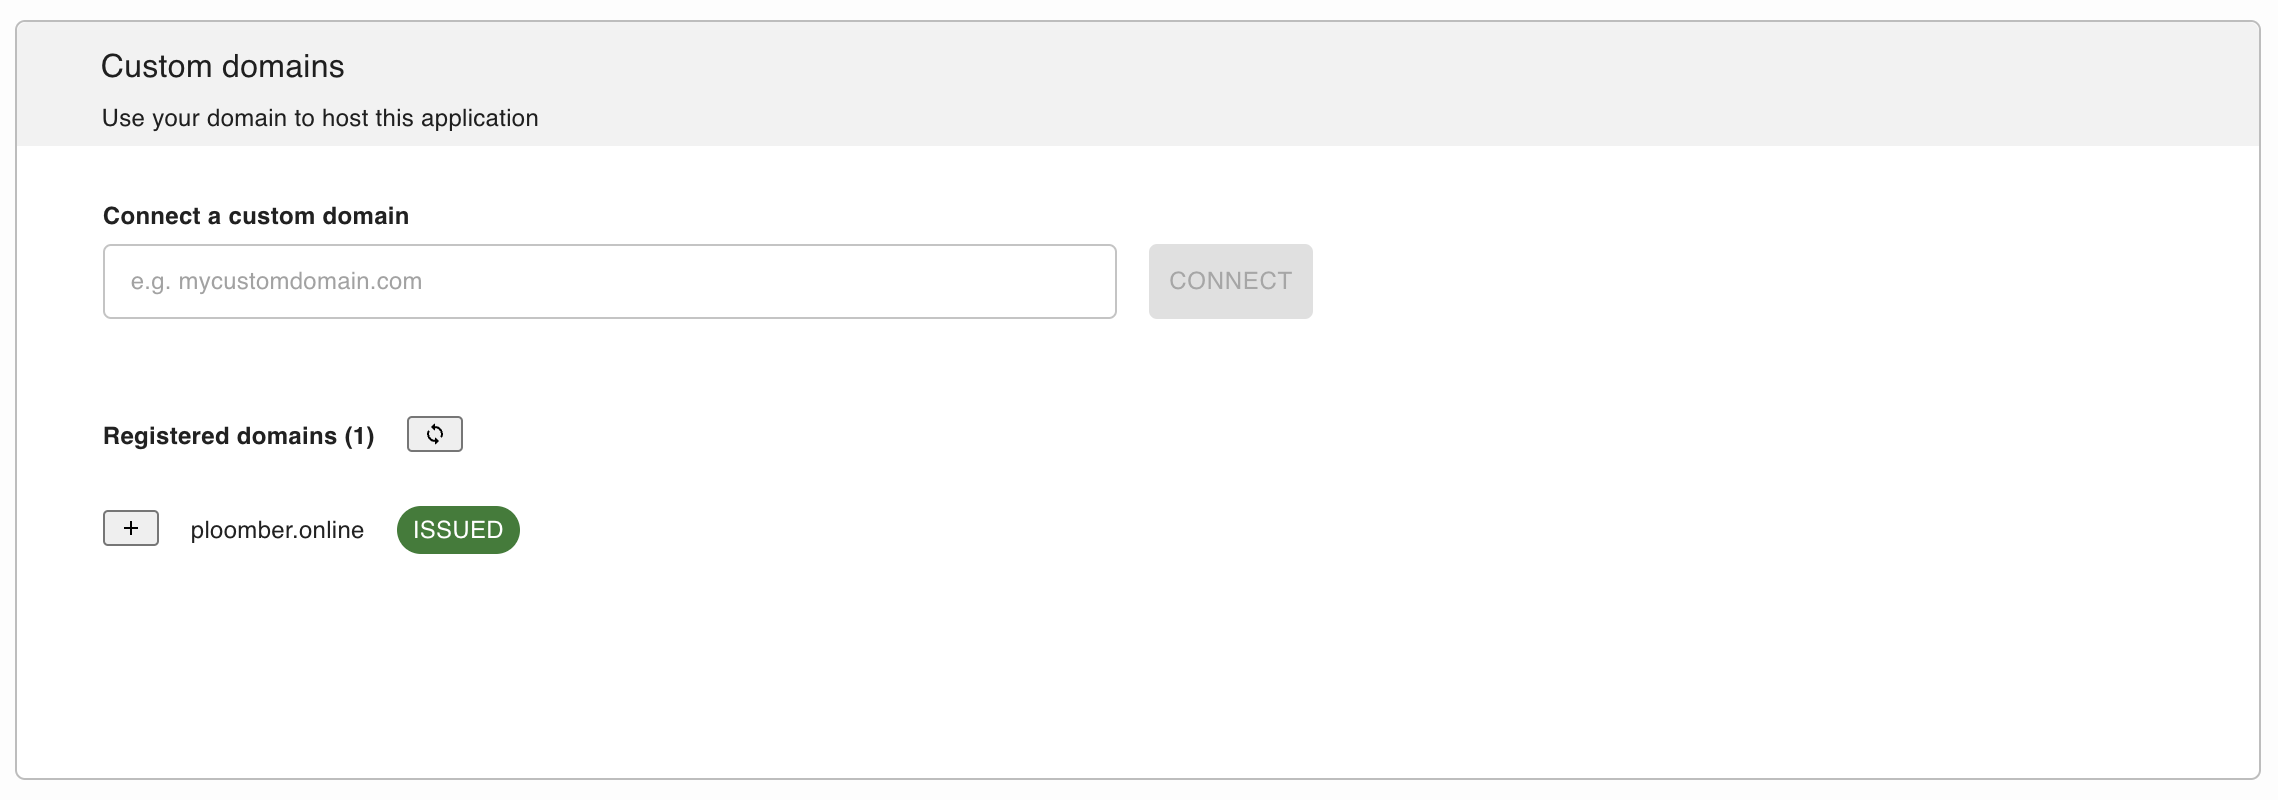 Custom domains
Use your domain to host this application
Connect a custom domain
e.g. mycustomdomain.com
CONNECT
Registered domains (1)
+
ploomber.online
ISSUED